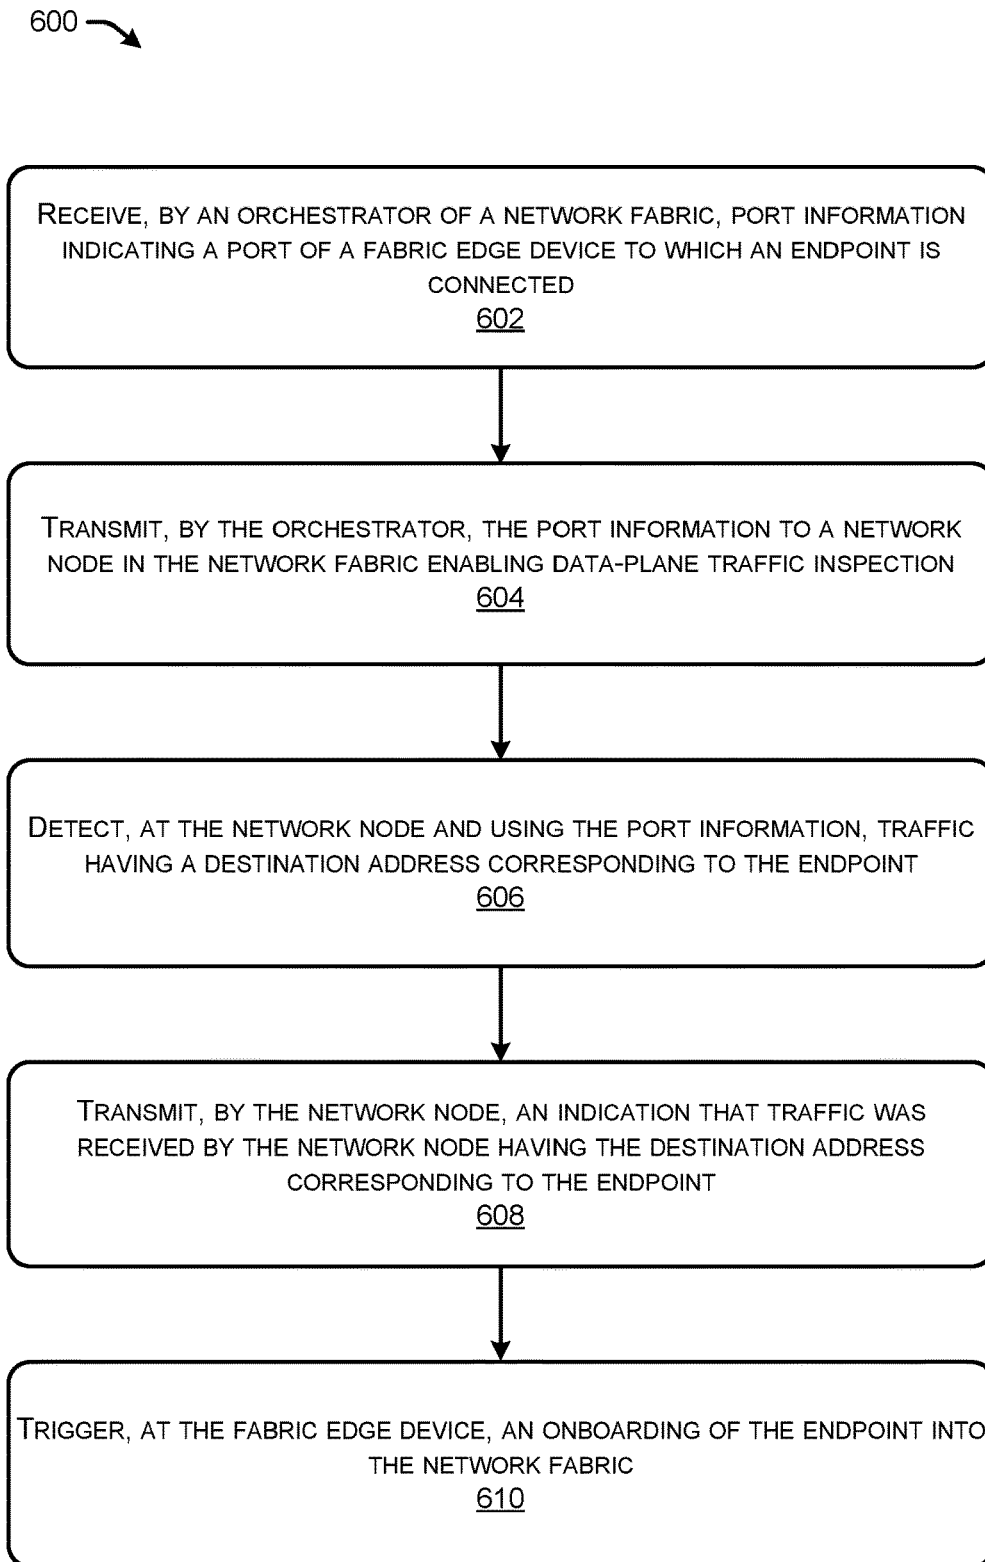 600
RECEIVE, BY AN ORCHESTRATOR OF A NETWORK FABRIC, PORT INFORMATION
INDICATING A PORT OF A FABRIC EDGE DEVICE TO WHICH AN ENDPOINT IS
CONNECTED
602
TRANSMIT, BY THE ORCHESTRATOR, THE PORT INFORMATION TO A NETWORK
NODE IN THE NETWORK FABRIC ENABLING DATA-PLANE TRAFFIC INSPECTION
604
DETECT, AT THE NETWORK NODE AND USING THE PORT INFORMATION, TRAFFIC
HAVING A DESTINATION ADDRESS CORRESPONDING TO THE ENDPOINT
606
TRANSMIT, BY THE NETWORK NODE, AN INDICATION THAT TRAFFIC WAS
RECEIVED BY THE NETWORK NODE HAVING THE DESTINATION ADDRESS
CORRESPONDING TO THE ENDPOINT
608
TRIGGER, AT THE FABRIC EDGE DEVICE, AN ONBOARDING OF THE ENDPOINT INTO
THE NETWORK FABRIC
610